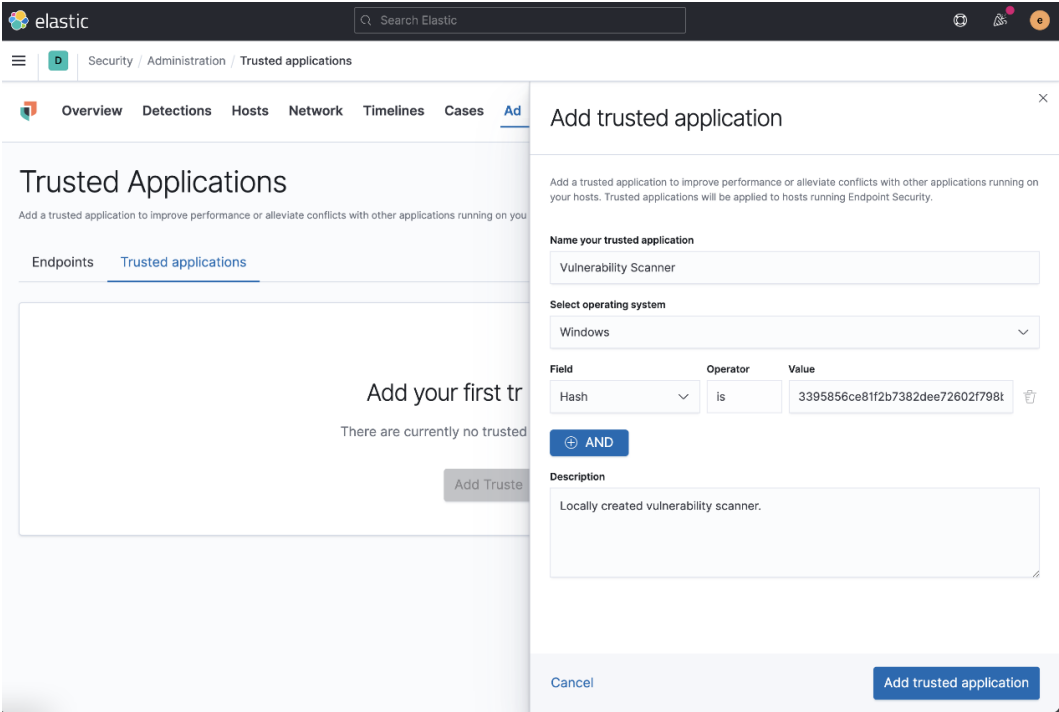 elastic
Search Elastic
e
D
Security / Administration / Trusted applications
Overview Detections Hosts Network Timelines Cases Ad
Trusted Applications
Add a trusted application to improve performance or alleviate conflicts with other applications running on you
Endpoints Trusted applications
Add your first tr
There are currently no trusted
Add Truste
Add trusted application
Add a trusted application to improve performance or alleviate conflicts with other applications running on
your hosts. Trusted applications will be applied to hosts running Endpoint Security.
Name your trusted application
Vulnerability Scanner
Select operating system
Windows
Field Operator Value
Hash is 3395856ce81f2b7382dee72602f798b
AND
Description
Locally created vulnerability scanner.
Cancel Add trusted application